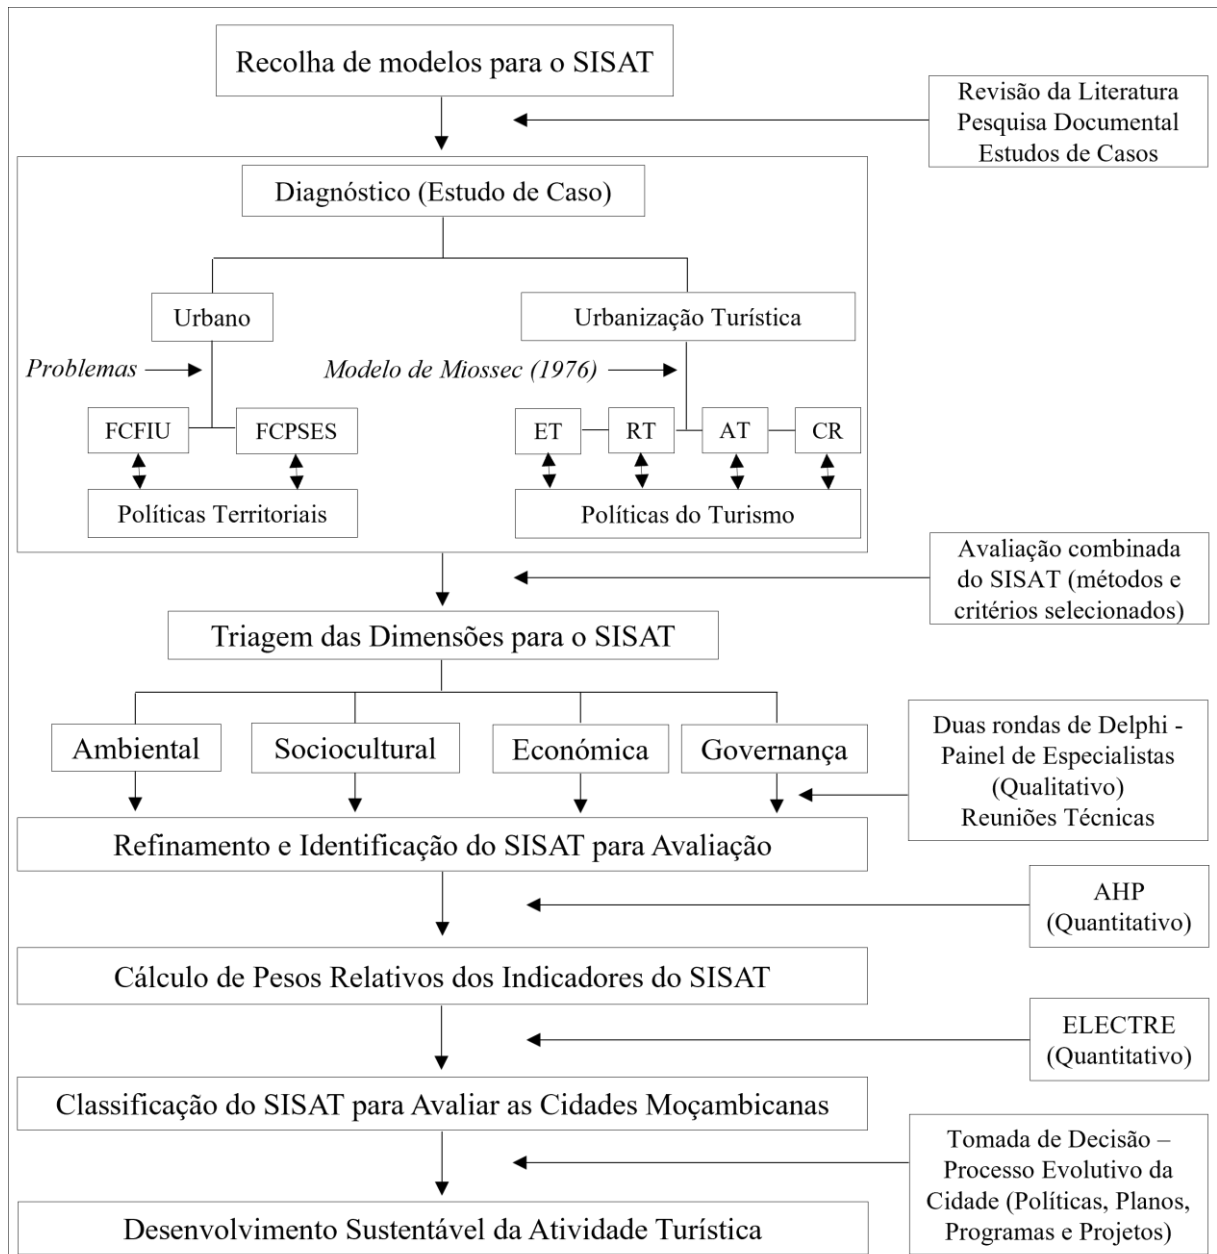 Recolha de modelos para o SISAT
Revisão da Literatura
Pesquisa Documental
Estudos de Casos
Diagnóstico (Estudo de Caso)
Urbano
Urbanização Turística
Problemas
Modelo de Miossec (1976)
FCFIU
FCPSES
ET
RT
AT
CR
Políticas Territoriais
Políticas do Turismo
Avaliação combinada
do SISAT (métodos e
critérios selecionados)
Triagem das Dimensões para o SISAT
Ambiental
Sociocultural
Económica
Governança
Duas rondas de Delphi -
Painel de Especialistas
(Qualitativo)
Reuniões Técnicas
Refinamento e Identificação do SISAT para Avaliação
AHP
(Quantitativo)
Cálculo de Pesos Relativos dos Indicadores do SISAT
ELECTRE
(Quantitativo)
Classificação do SISAT para Avaliar as Cidades Moçambicanas
Tomada de Decisão –
Processo Evolutivo da
Cidade (Políticas, Planos,
Programas e Projetos)
Desenvolvimento Sustentável da Atividade Turística